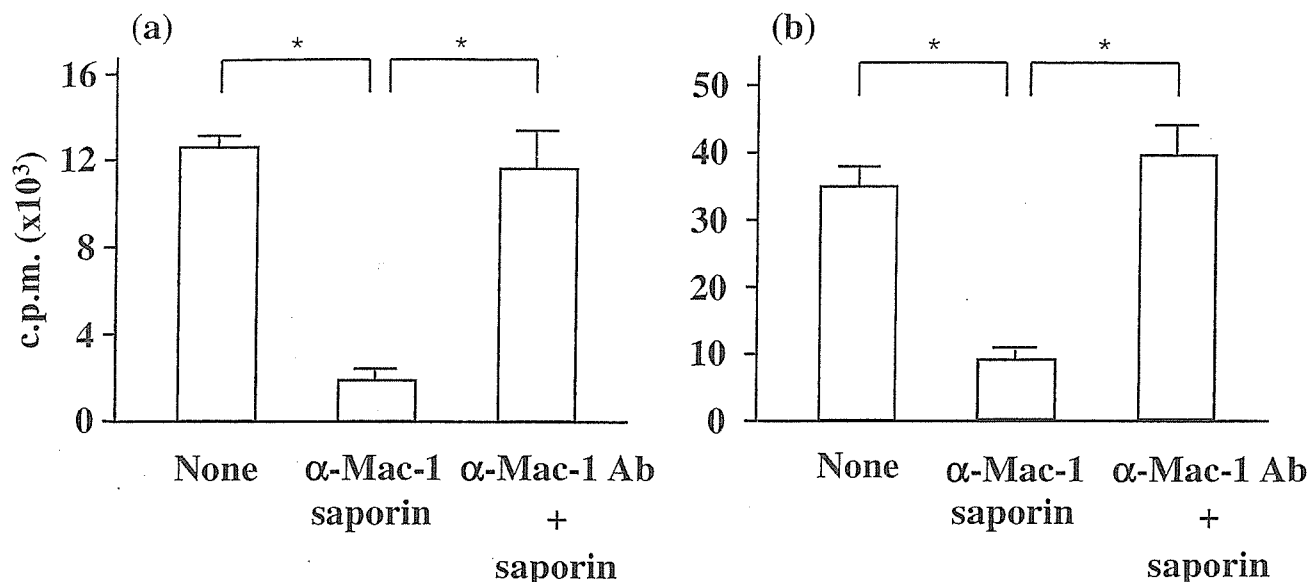 (a)
* *
16
12
8
4
0
c.p.m. (x10³)
None α-Mac-1 saporin α-Mac-1 Ab + saporin
(b)
* *
50
40
30
20
10
0
None α-Mac-1 saporin α-Mac-1 Ab + saporin